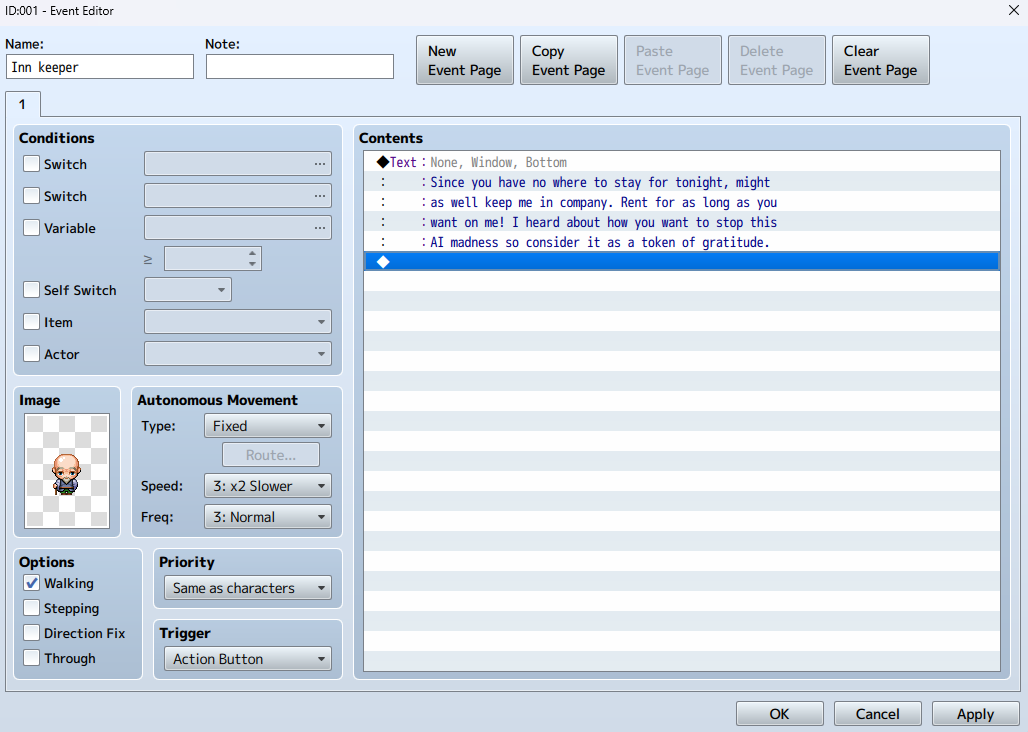 ID:001 - Event Editor
Name:
Note:
Inn keeper
New
Event Page
Copy
Event Page
Paste
Event Page
Delete
Event Page
Clear
Event Page
1
Conditions
Switch
...
Switch
...
Variable
...
≥
Self Switch
Item
Actor
Image
Autonomous Movement
Type:
Fixed
Route...
Speed:
3: x2 Slower
Freq:
3: Normal
Options
Walking
Stepping
Direction Fix
Through
Priority
Same as characters
Trigger
Action Button
Contents
◆Text : None, Window, Bottom
: : Since you have no where to stay for tonight, might
: : as well keep me in company. Rent for as long as you
: : want on me! I heard about how you want to stop this
: : AI madness so consider it as a token of gratitude.
◆
OK
Cancel
Apply